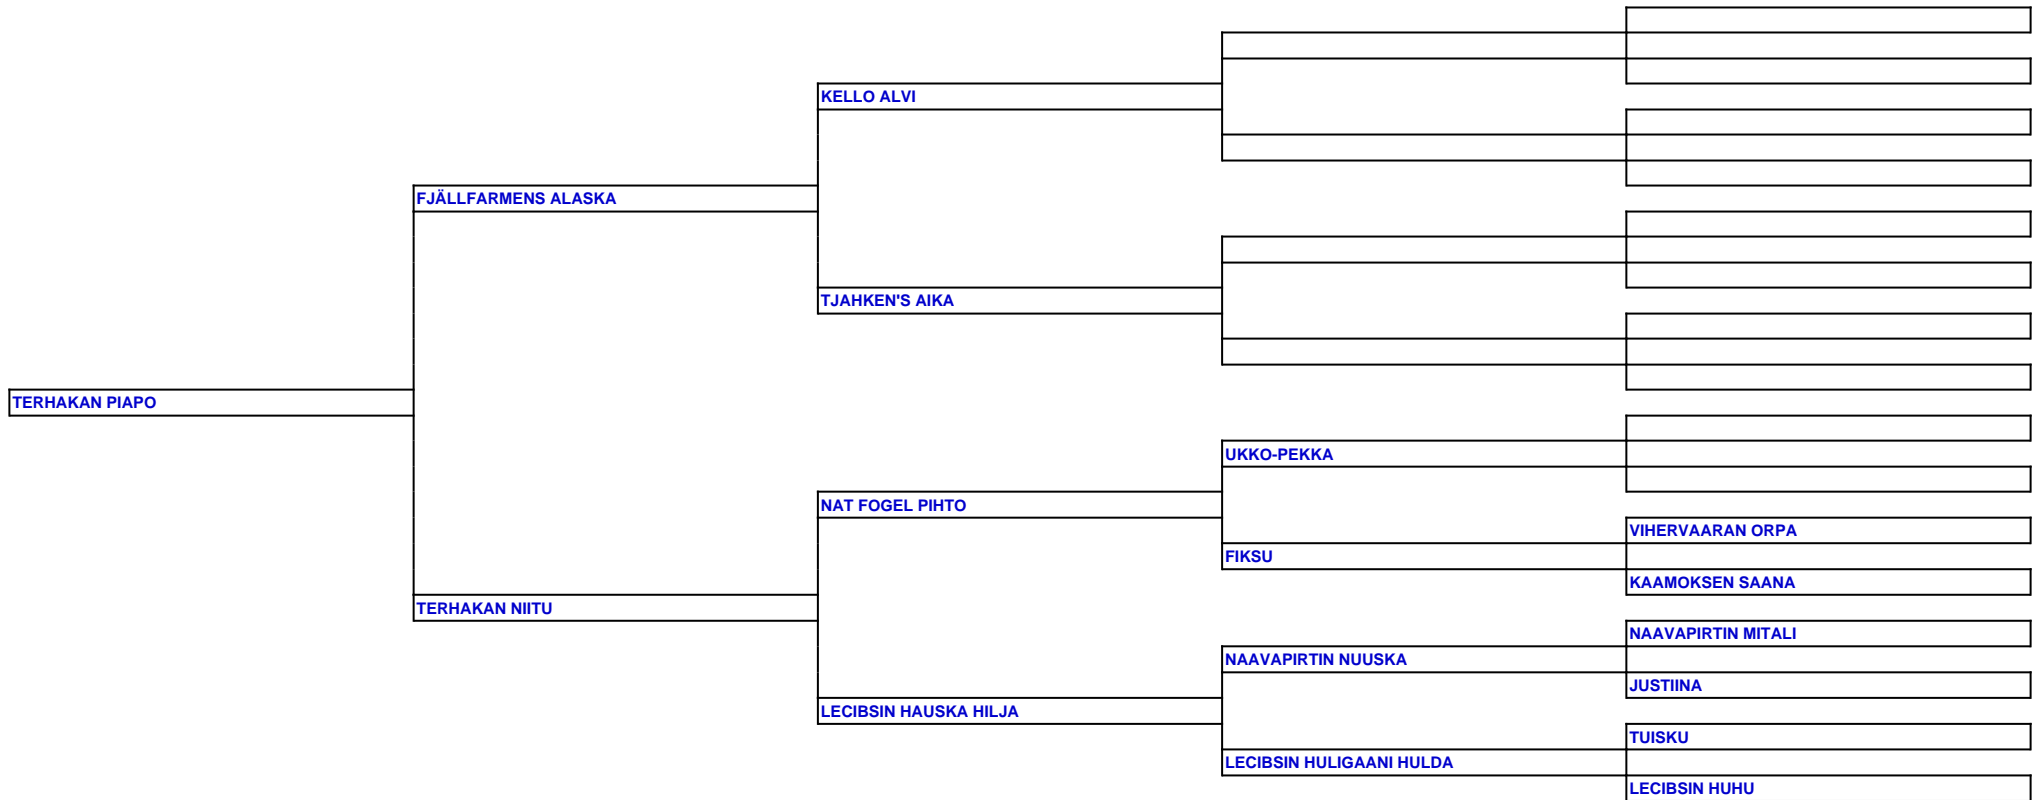 KELLO ALVI
FJÄLLFARMENS ALASKA
TJAHKEN'S AIKA
TERHAKAN PIAPO
UKKO-PEKKA
NAT FOGEL PIHTO
VIHERVAARAN ORPA
FIKSU
KAAMOKSEN SAANA
TERHAKAN NIITU
NAAVAPIRTIN MITALI
NAAVAPIRTIN NUUSKA
JUSTIINA
LECIBSIN HAUSKA HILJA
TUISKU
LECIBSIN HULIGAANI HULDA
LECIBSIN HUHU